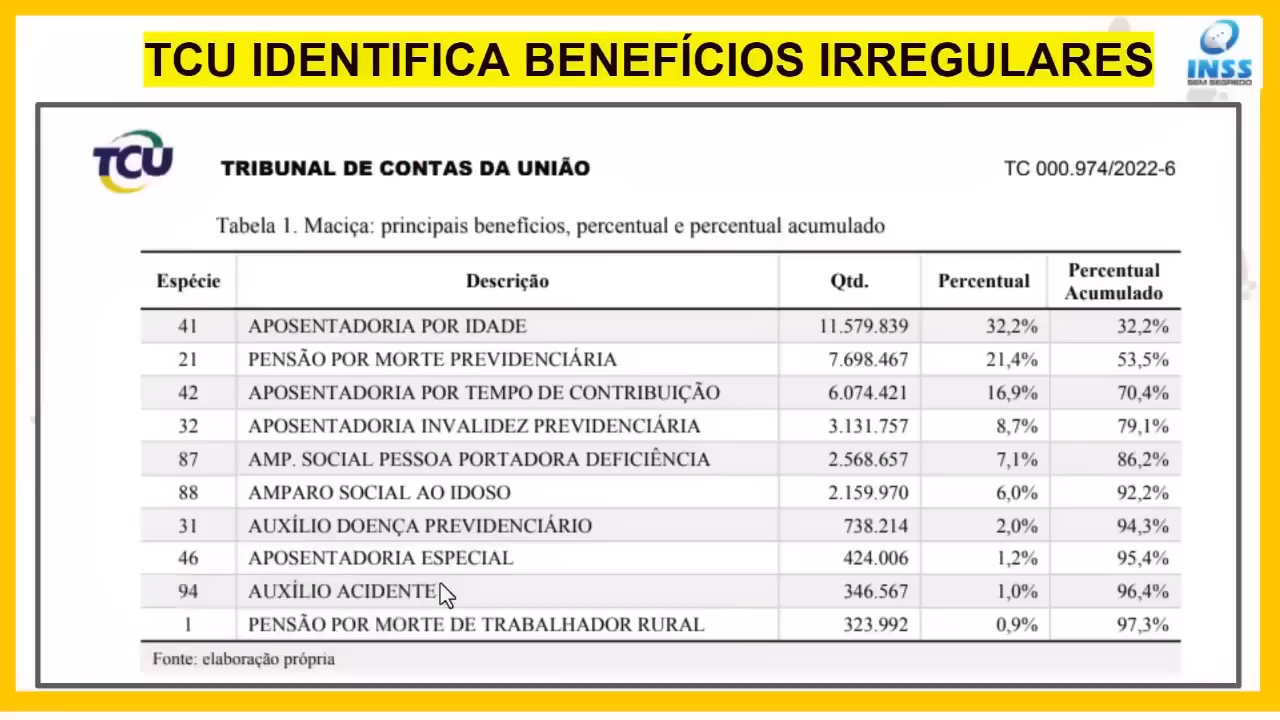 TCU IDENTIFICA BENEFÍCIOS IRREGULARES
INSS
SEM SEGREDO
TCU
TRIBUNAL DE CONTAS DA UNIÃO
TC 000.974/2022-6
Tabela 1. Maciça: principais benefícios, percentual e percentual acumulado
Espécie Descrição Qtd. Percentual Percentual Acumulado
41 APOSENTADORIA POR IDADE 11.579.839 32,2% 32,2%
21 PENSÃO POR MORTE PREVIDENCIÁRIA 7.698.467 21,4% 53,5%
42 APOSENTADORIA POR TEMPO DE CONTRIBUIÇÃO 6.074.421 16,9% 70,4%
32 APOSENTADORIA INVALIDEZ PREVIDENCIÁRIA 3.131.757 8,7% 79,1%
87 AMP. SOCIAL PESSOA PORTADORA DEFICIÊNCIA 2.568.657 7,1% 86,2%
88 AMPARO SOCIAL AO IDOSO 2.159.970 6,0% 92,2%
31 AUXÍLIO DOENÇA PREVIDENCIÁRIO 738.214 2,0% 94,3%
46 APOSENTADORIA ESPECIAL 424.006 1,2% 95,4%
94 AUXÍLIO ACIDENTE 346.567 1,0% 96,4%
1 PENSÃO POR MORTE DE TRABALHADOR RURAL 323.992 0,9% 97,3%
Fonte: elaboração própria